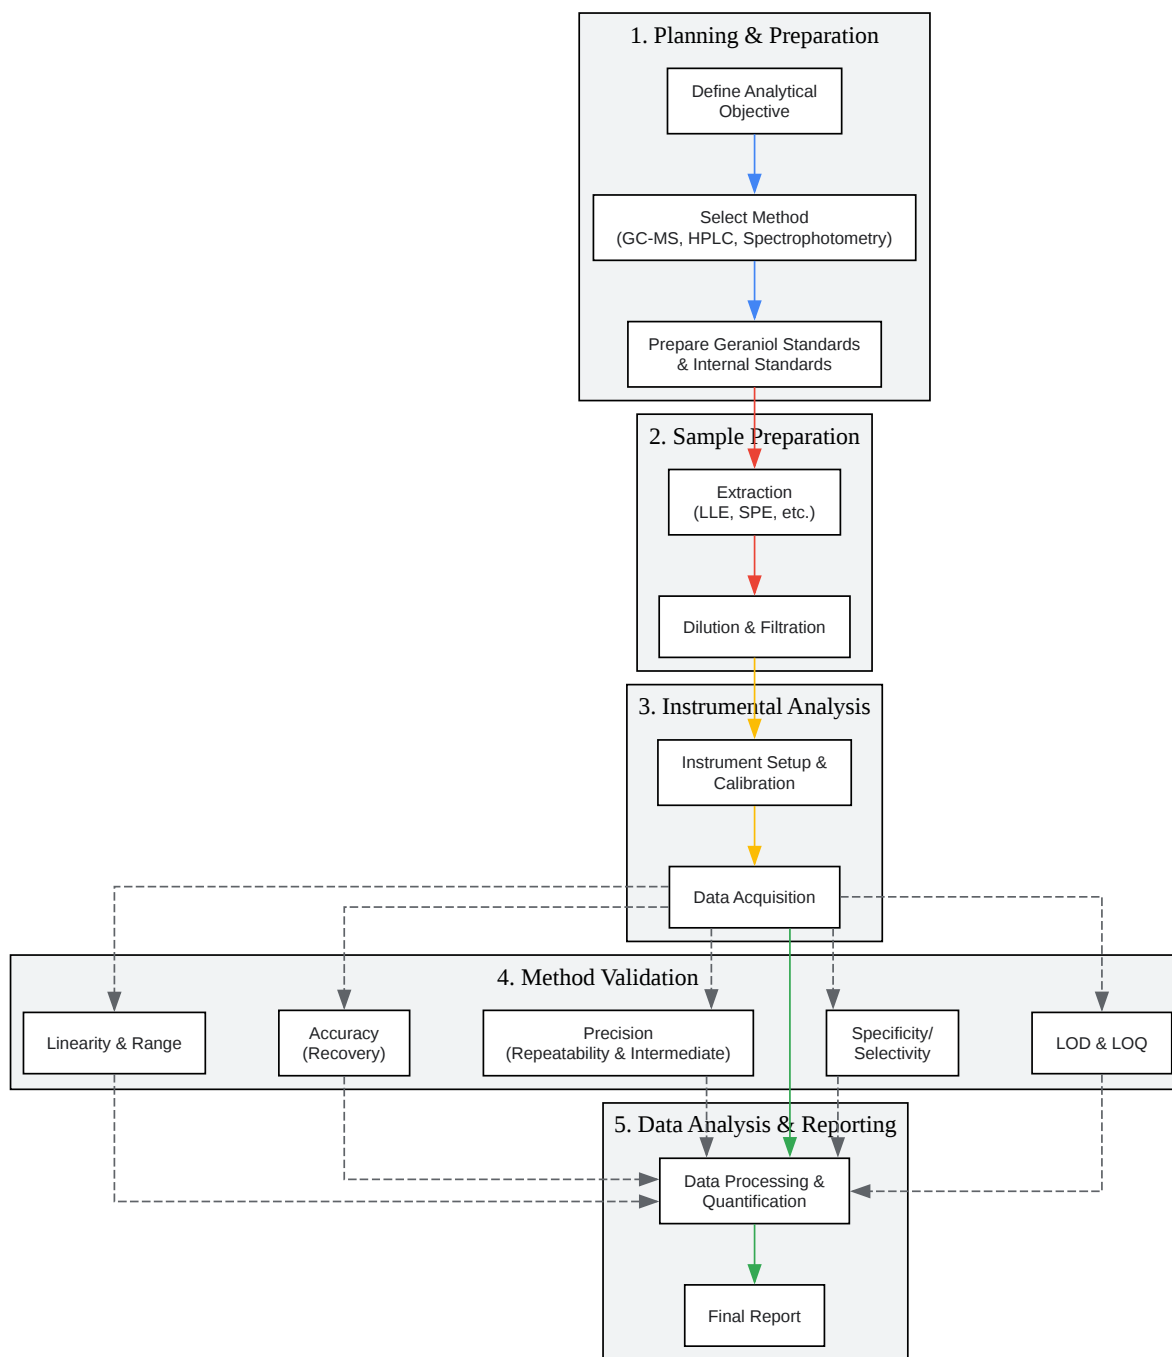 1. Planning & Preparation
Define Analytical
Objective
Select Method
(GC-MS, HPLC, Spectrophotometry)
Prepare Geraniol Standards
& Internal Standards
2. Sample Preparation
Extraction
(LLE, SPE, etc.)
Dilution & Filtration
3. Instrumental Analysis
Instrument Setup &
Calibration
Data Acquisition
4. Method Validation
Linearity & Range
Accuracy
(Recovery)
Precision
(Repeatability & Intermediate)
Specificity/
Selectivity
LOD & LOQ
5. Data Analysis & Reporting
Data Processing &
Quantification
Final Report